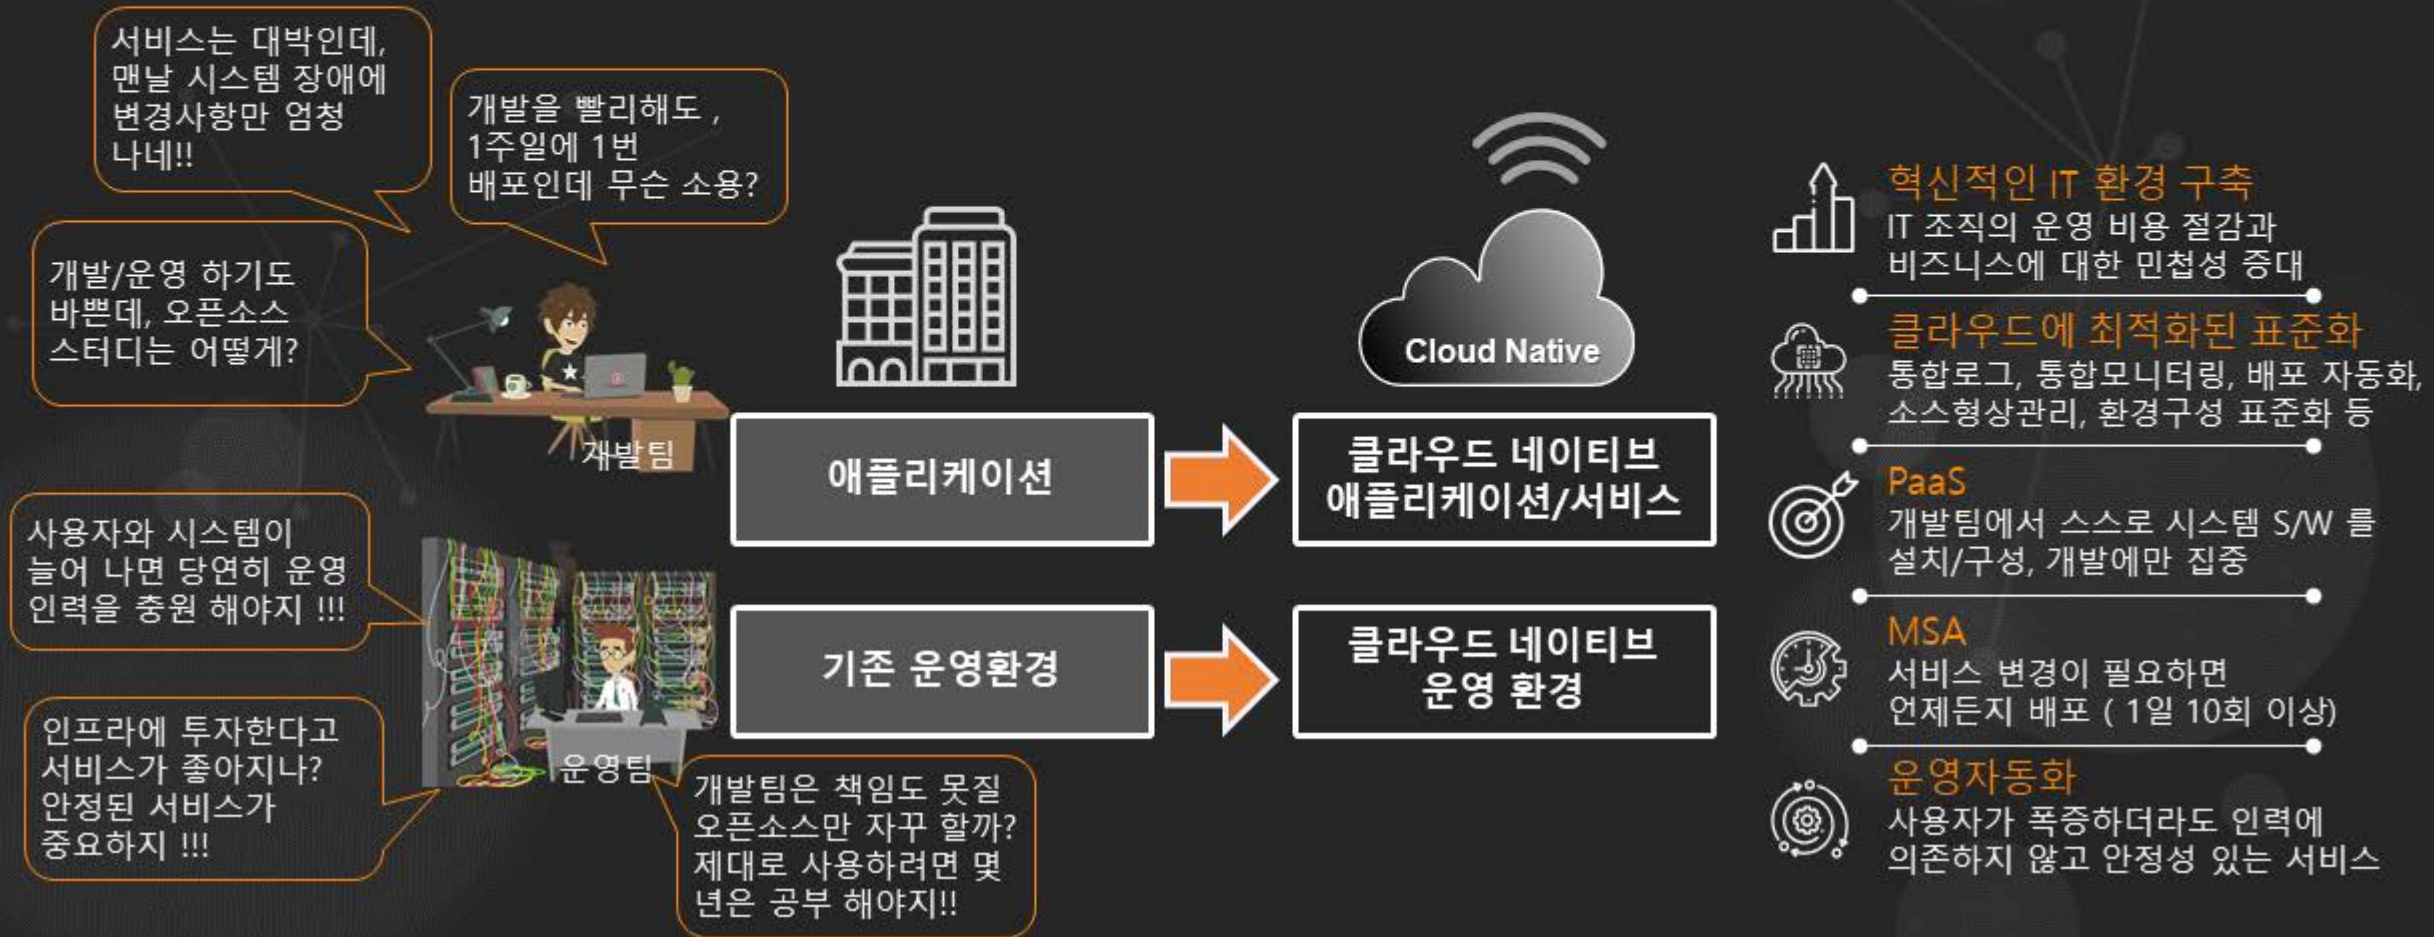 서비스는 대박인데,
맨날 시스템 장애에
변경사항만 엄청
나네!!
개발을 빨리해도 ,
1주일에 1번
배포인데 무슨 소용?
개발/운영 하기도
바쁜데, 오픈소스
스터디는 어떻게?
개발팀
사용자와 시스템이
늘어 나면 당연히 운영
인력을 충원 해야지 !!!
인프라에 투자한다고
서비스가 좋아지나?
안정된 서비스가
중요하지 !!!
운영팀
개발팀은 책임도 못질
오픈소스만 자꾸 할까?
제대로 사용하려면 몇
년은 공부 해야지!!
애플리케이션
기존 운영환경
Cloud Native
클라우드 네이티브
애플리케이션/서비스
클라우드 네이티브
운영 환경
혁신적인 IT 환경 구축
IT 조직의 운영 비용 절감과
비즈니스에 대한 민첩성 증대
클라우드에 최적화된 표준화
통합로그, 통합모니터링, 배포 자동화,
소스형상관리, 환경구성 표준화 등
PaaS
개발팀에서 스스로 시스템 S/W 를
설치/구성, 개발에만 집중
MSA
서비스 변경이 필요하면
언제든지 배포 ( 1일 10회 이상)
운영자동화
사용자가 폭증하더라도 인력에
의존하지 않고 안정성 있는 서비스